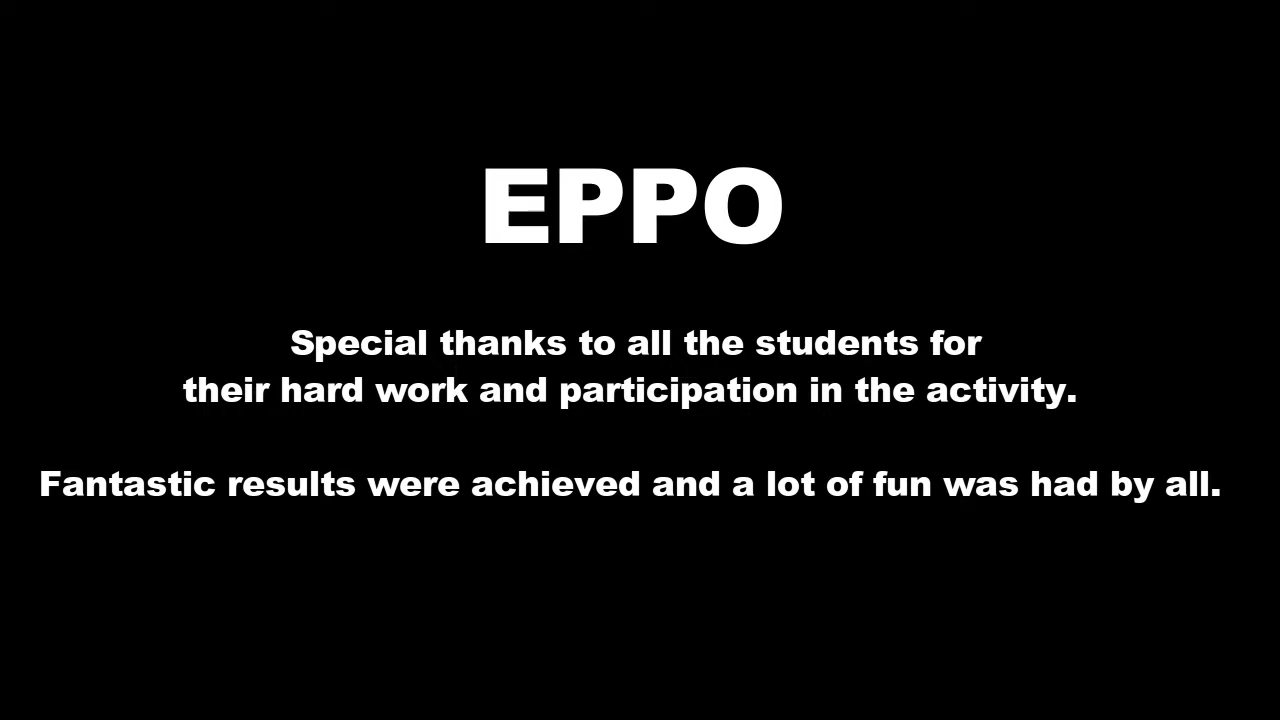 EPPO
Special thanks to all the students for
their hard work and participation in the activity.
Fantastic results were achieved and a lot of fun was had by all.